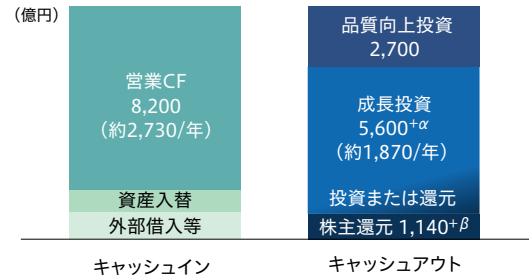 （億円）
営業CF
8,200
（約2,730/年）
資産入替
外部借入等
キャッシュイン
品質向上投資
2,700
成長投資
5,600+α
（約1,870/年）
投資または還元
株主還元 1,140+β
キャッシュアウト